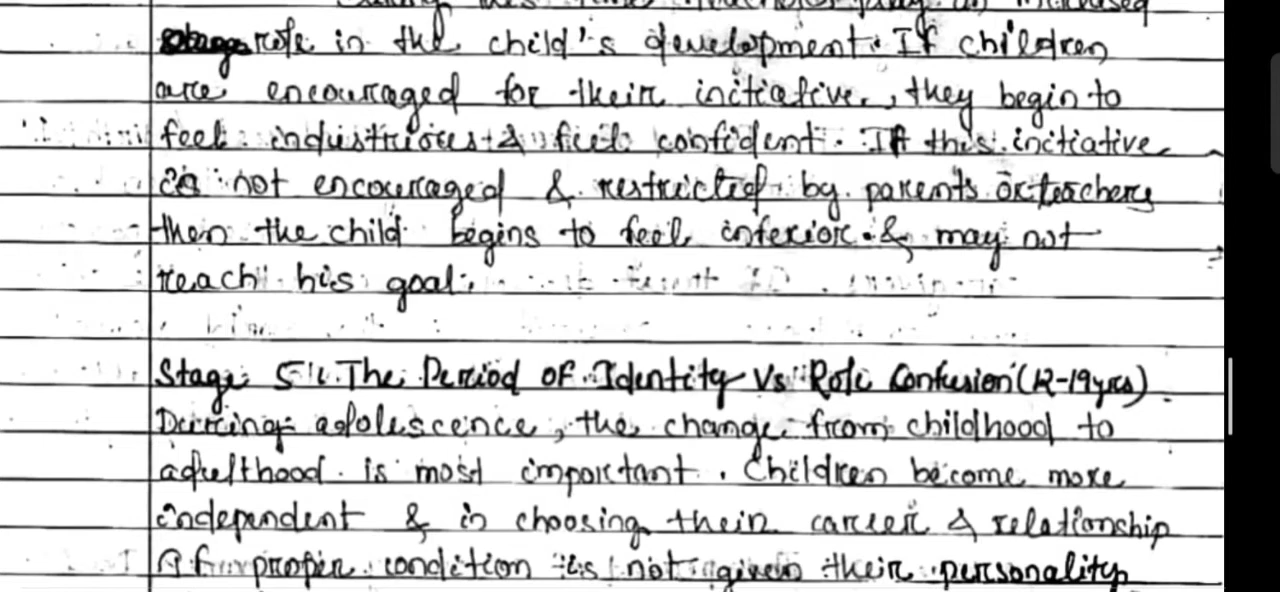 role in the child's development. If children
are encouraged for their initiative, they begin to
feel industrious & feel confident. If this initiative
is not encouraged & restricted by parents or teachers
then the child begins to feel inferior & may not
reach his goal.
Stage 5: The Period of Identity Vs Role Confusion (12-19yrs).
During adolescence, the change from childhood to
adulthood is most important. Children become more
independent & in choosing their career & relationship
If proper condition is not given their personality